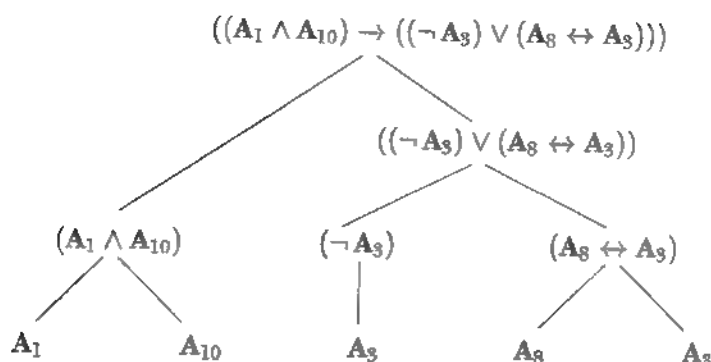 ((A₁ ∧ A₁₀) → ((¬ A₃) ∨ (A₈ ↔ A₃)))
((¬ A₃) ∨ (A₈ ↔ A₃))
(A₁ ∧ A₁₀) (¬ A₃) (A₈ ↔ A₃)
A₁ A₁₀ A₃ A₈ A₃